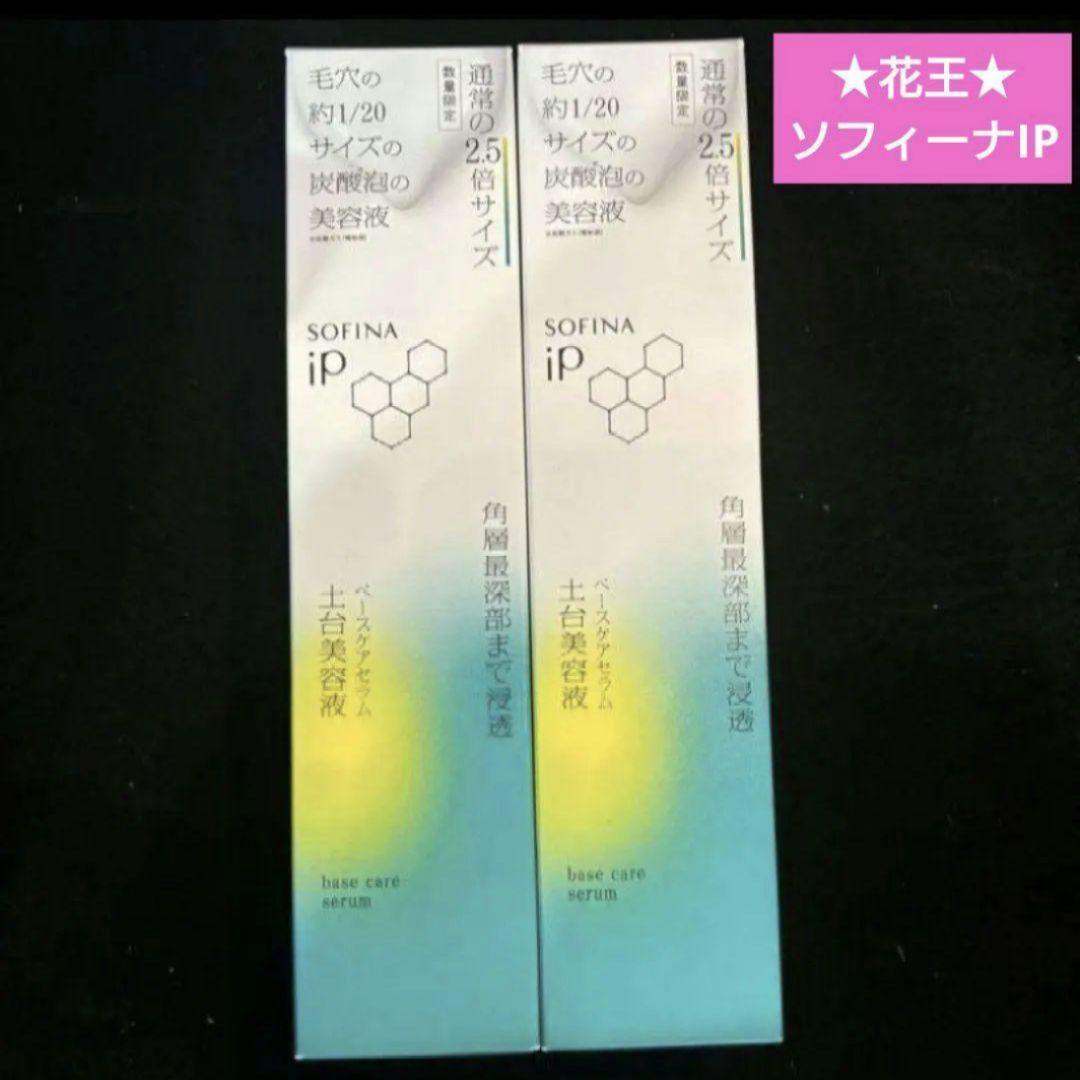 ★花王★
ソフィーナIP
毛穴の
約1/20
サイズの
炭酸泡の
美容液
数量限定
通常の2.5倍サイズ
SOFINA
iP
角層最深部まで浸透
ベースケアセラム
土台美容液
base care
serum
毛穴の
約1/20
サイズの
炭酸泡の
美容液
数量限定
通常の2.5倍サイズ
SOFINA
iP
角層最深部まで浸透
ベースケアセラム
土台美容液
base care
serum